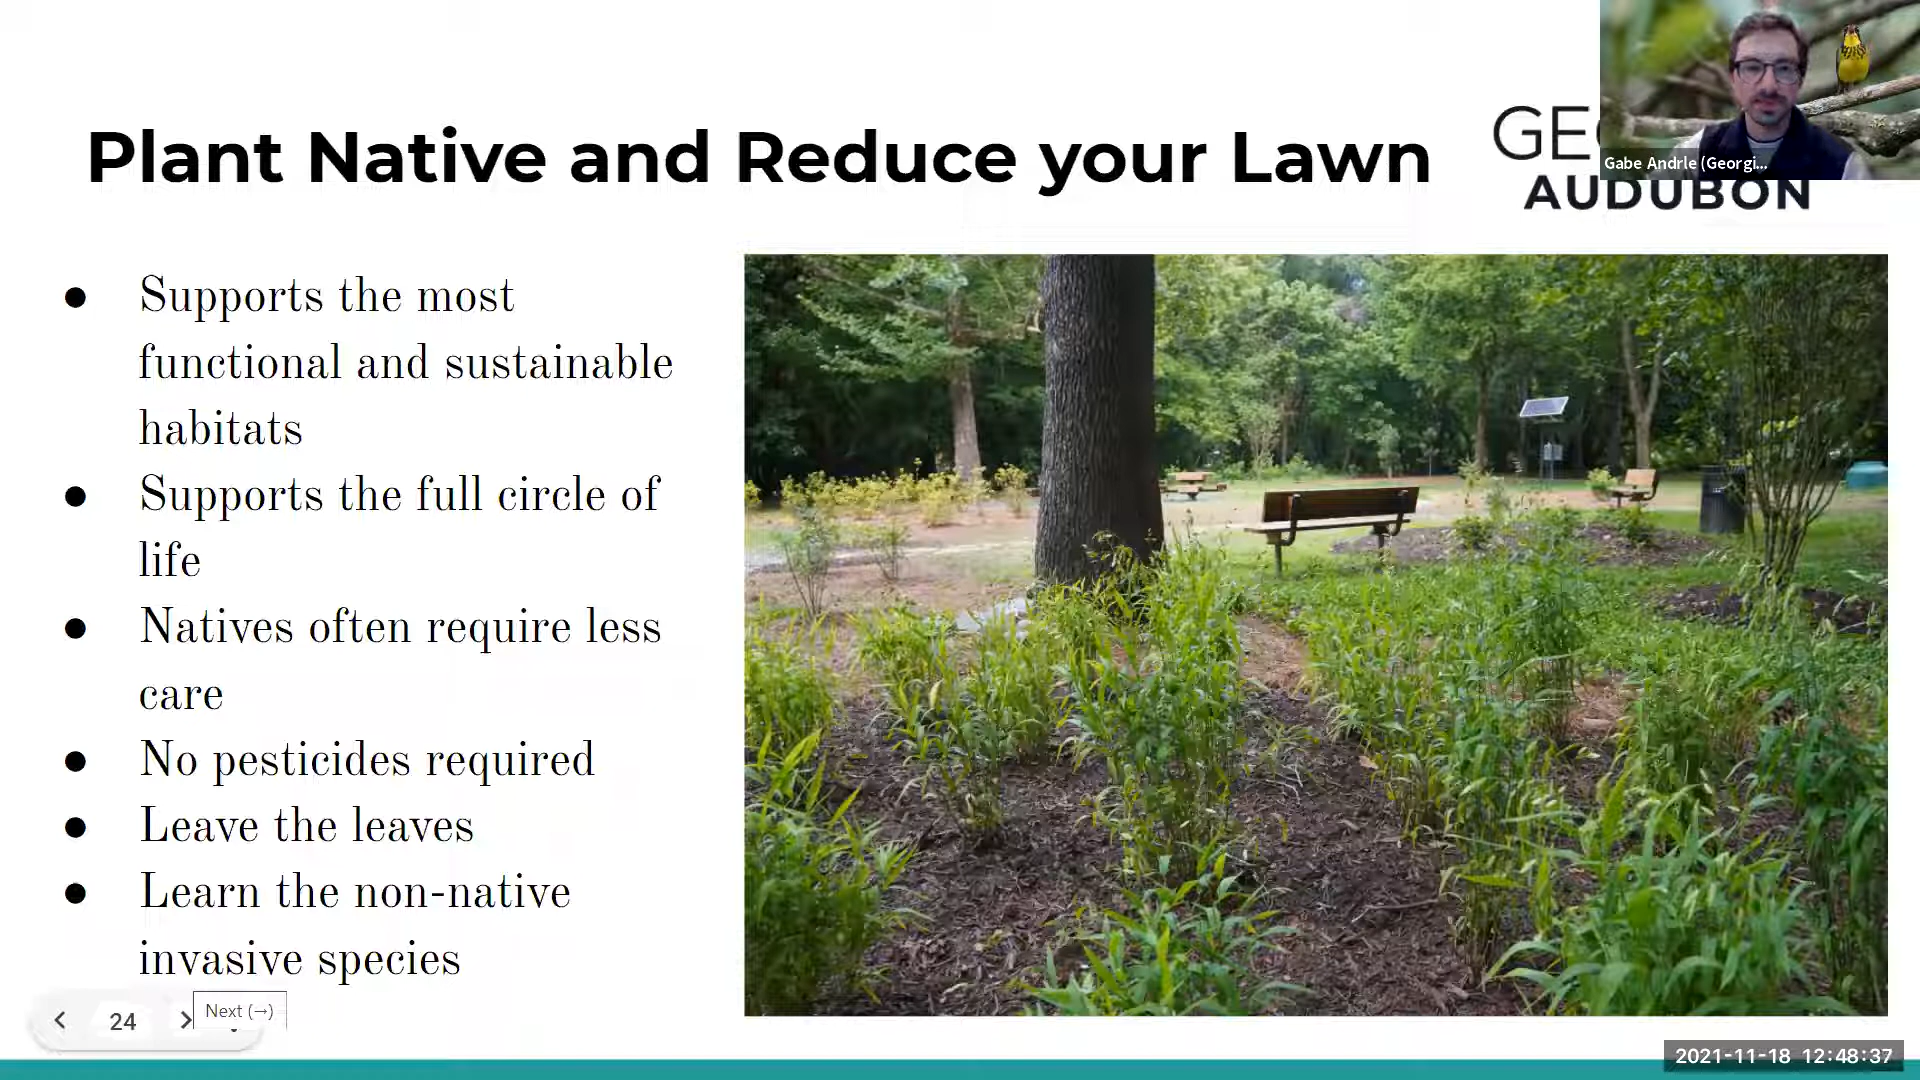 Plant Native and Reduce your Lawn
GE
AUDUBON
Gabe Andrle (Georgi...
● Supports the most
functional and sustainable
habitats
● Supports the full circle of
life
● Natives often require less
care
● No pesticides required
● Leave the leaves
● Learn the non-native
invasive species
24
Next (→)
2021-11-18 12:48:37